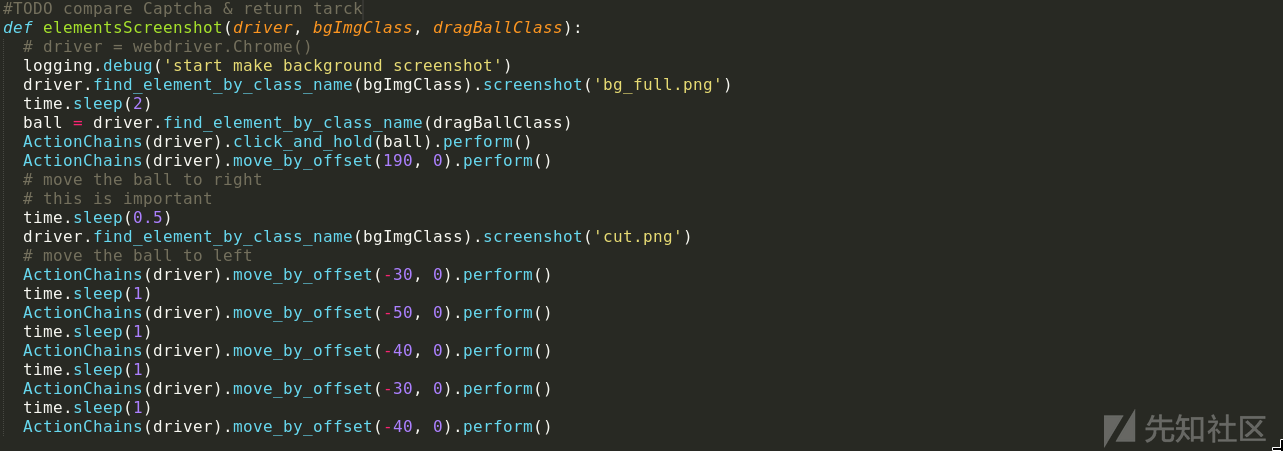 #TODO compare Captcha & return tarck
def elementsScreenshot(driver, bgImgClass, dragBallClass):
# driver = webdriver.Chrome()
logging.debug('start make background screenshot')
driver.find_element_by_class_name(bgImgClass).screenshot('bg_full.png')
time.sleep(2)
ball = driver.find_element_by_class_name(dragBallClass)
ActionChains(driver).click_and_hold(ball).perform()
ActionChains(driver).move_by_offset(190, 0).perform()
# move the ball to right
# this is important
time.sleep(0.5)
driver.find_element_by_class_name(bgImgClass).screenshot('cut.png')
# move the ball to left
ActionChains(driver).move_by_offset(-30, 0).perform()
time.sleep(1)
ActionChains(driver).move_by_offset(-50, 0).perform()
time.sleep(1)
ActionChains(driver).move_by_offset(-40, 0).perform()
time.sleep(1)
ActionChains(driver).move_by_offset(-30, 0).perform()
time.sleep(1)
ActionChains(driver).move_by_offset(-40, 0).perform()
先知社区